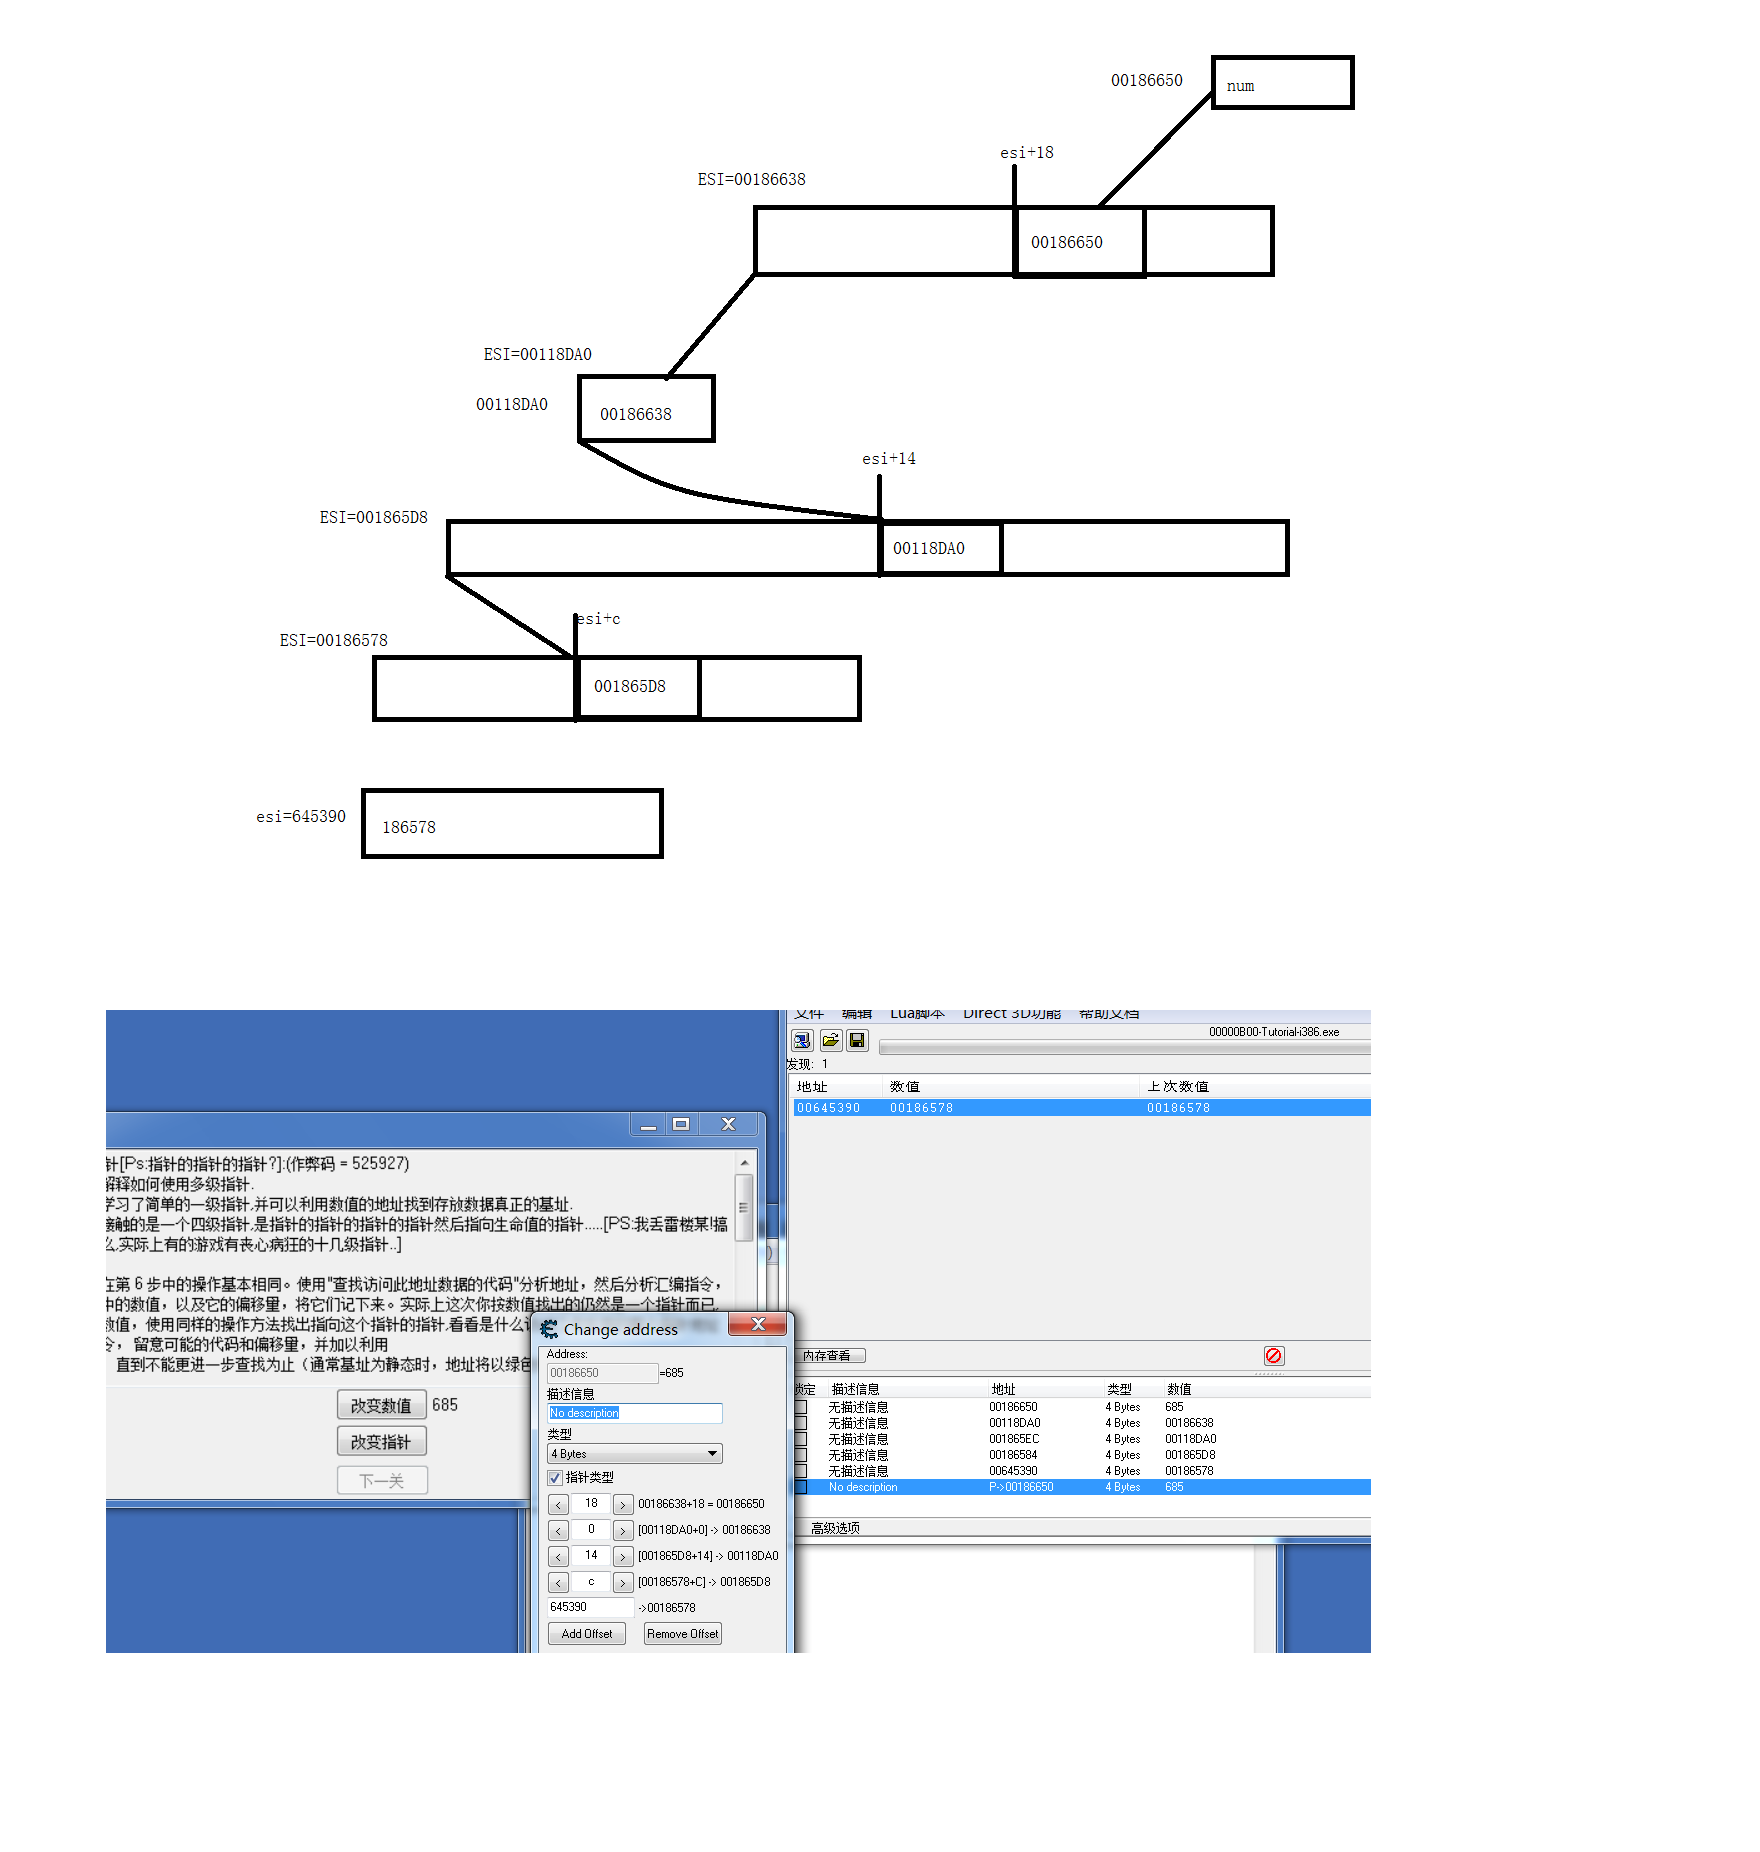 00186650
num
esi+18
ESI=00186638
00186650
ESI=00118DA0
00118DA0
00186638
esi+14
ESI=001865D8
00118DA0
esi+c
ESI=00186578
001865D8
esi=645390
186578
文件 编辑 Lua脚本 Direct 3D功能 帮助文档
00000B00-Tutorial-i386.exe
发现: 1
地址 数值 上次数值
00645390 00186578 00186578
针[Ps:指针的指针的指针?]:(作弊码 = 525927)
解释如何使用多级指针.
学习了简单的一级指针,并可以利用数值的地址找到存放数据真正的基址.
接触的是一个四级指针,是指针的指针的指针的指针然后指向生命值的指针.....[PS:我丢雷楼某!搞
么,实际上有的游戏有丧心病狂的十几级指针..]
在第 6 步中的操作基本相同。使用"查找访问此地址数据的代码"分析地址，然后分析汇编指令，
中的数值，以及它的偏移量，将它们记下来。实际上这次你按数值找出的仍然是一个指针而已,
数值，使用同样的操作方法找出指向这个指针的指针,看看是什么
令， 留意可能的代码和偏移量，并加以利用
直到不能更进一步查找为止（通常基址为静态时，地址将以绿色
改变数值 685
改变指针
下一关
Change address
Address:
00186650 =685
描述信息
No description
类型
4 Bytes
指针类型
< 18 > 00186638+18 = 00186650
< 0 > [00118DA0+0] -> 00186638
< 14 > [001865D8+14] -> 00118DA0
< c > [00186578+C] -> 001865D8
645390 ->00186578
Add Offset Remove Offset
内存查看
锁定 描述信息 地址 类型 数值
无描述信息 00186650 4 Bytes 685
无描述信息 00118DA0 4 Bytes 00186638
无描述信息 001865EC 4 Bytes 00118DA0
无描述信息 00186584 4 Bytes 001865D8
无描述信息 00645390 4 Bytes 00186578
No description P->00186650 4 Bytes 685
高级选项